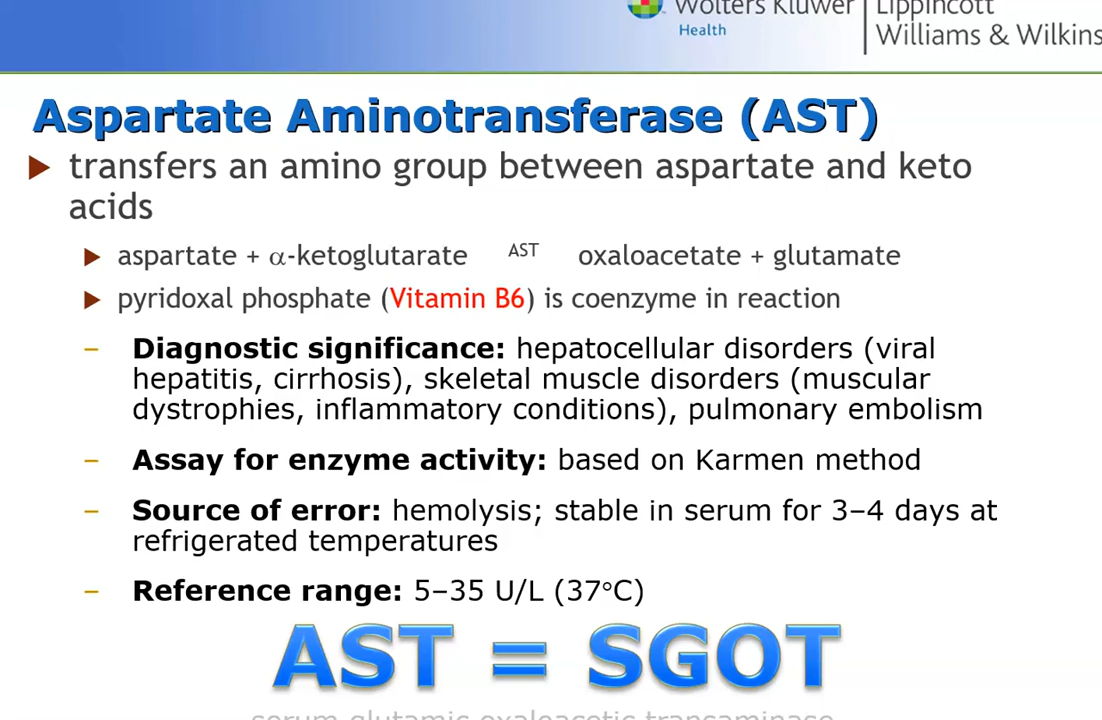 Wolters Kluwer
Health
Lippincott
Williams & Wilkins
Aspartate Aminotransferase (AST)
transfers an amino group between aspartate and keto
acids
aspartate + α-ketoglutarate AST oxaloacetate + glutamate
pyridoxal phosphate (Vitamin B6) is coenzyme in reaction
– Diagnostic significance: hepatocellular disorders (viral
hepatitis, cirrhosis), skeletal muscle disorders (muscular
dystrophies, inflammatory conditions), pulmonary embolism
– Assay for enzyme activity: based on Karmen method
– Source of error: hemolysis; stable in serum for 3–4 days at
refrigerated temperatures
– Reference range: 5–35 U/L (37°C)
AST = SGOT
serum glutamic oxaloacetic transaminase